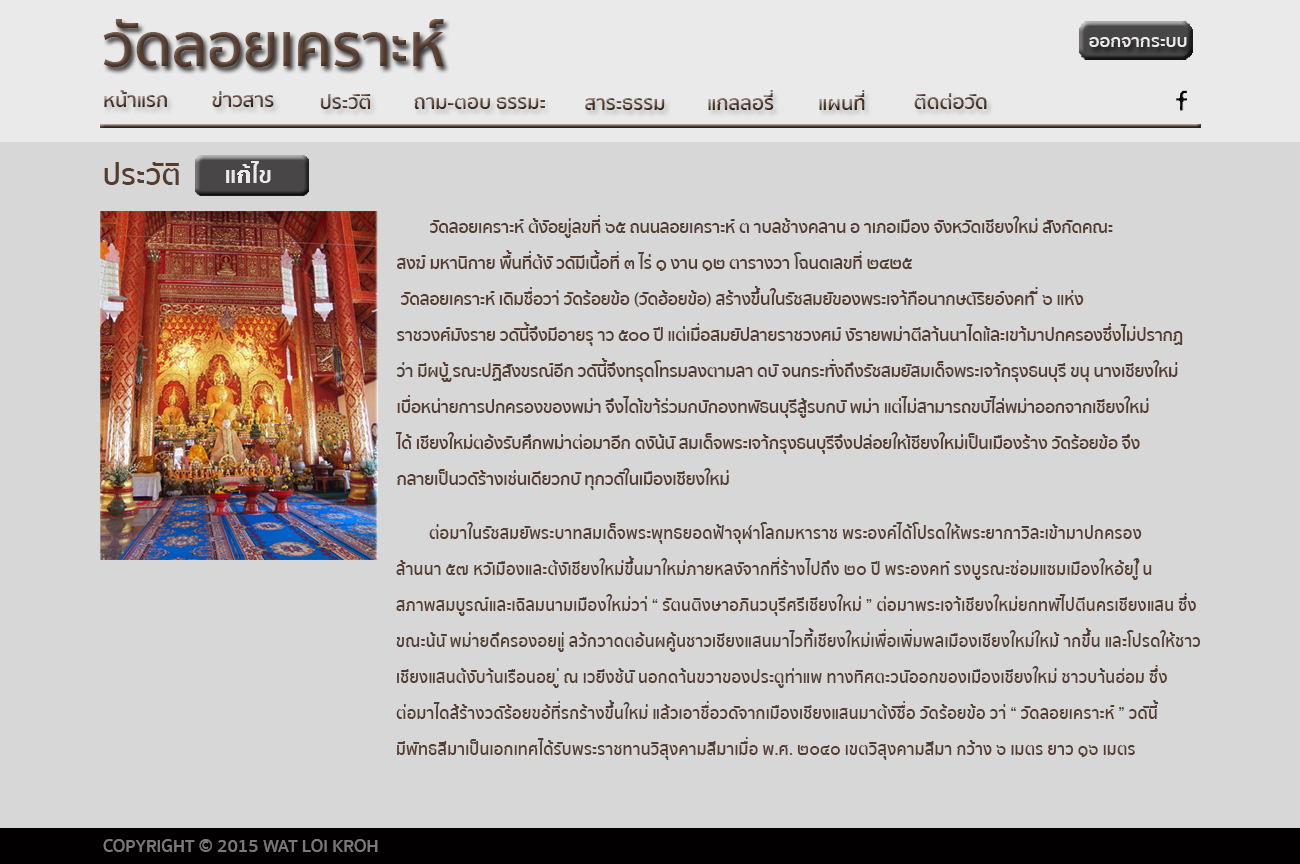 วัดลอยเคราะห์
ออกจากระบบ
หน้าแรก ข่าวสาร ประวัติ ถาม-ตอบ ธรรมะ สาระธรรม แกลลอรี่ แผนที่ ติดต่อวัด f
ประวัติ แก้ไข
วัดลอยเคราะห์ ต้งัอยเู่ลขที่ ๖๕ ถนนลอยเคราะห์ ต าบลช้างคลาน อ าเภอเมือง จังหวัดเชียงใหม่ สังกัดคณะ
สงฆ์ มหานิกาย พื้นที่ต้งั วดัมีเนื้อที่ ๓ ไร่ ๑ งาน ๑๒ ตารางวา โฉนดเลขที่ ๒๔๒๕
วัดลอยเคราะห์ เดิมชื่อวา่ วัดร้อยข้อ (วัดฮ้อยข้อ) สร้างขึ้นในรัชสมยัของพระเจา้กือนากษตัริยอ์งคท์ ี่ ๖ แห่ง
ราชวงศ์มังราย วดันี้จึงมีอายรุ าว ๕๐๐ ปี แต่เมื่อสมยัปลายราชวงศม์ งัรายพม่าตีลา้นนาไดแ้ละเขา้มาปกครองซึ่งไม่ปรากฏ
ว่า มีผบู้ ูรณะปฏิสังขรณ์อีก วดันี้จึงทรุดโทรมลงตามลา ดบั จนกระทั่งถึงรัชสมยัสมเด็จพระเจา้กรุงธนบุรี ขนุ นางเชียงใหม่
เบื่อหน่ายการปกครองของพม่า จึงไดเ้ขา้ร่วมกบักองทพัธนบุรีสู้รบกบั พม่า แต่ไม่สามารถขบัไล่พม่าออกจากเชียงใหม่
ได้ เชียงใหม่ตอ้งรับศึกพม่าต่อมาอีก ดงัน้นั สมเด็จพระเจา้กรุงธนบุรีจึงปล่อยใหเ้ชียงใหม่เป็นเมืองร้าง วัดร้อยข้อ จึง
กลายเป็นวดัร้างเช่นเดียวกบั ทุกวดัในเมืองเชียงใหม่
ต่อมาในรัชสมยัพระบาทสมเด็จพระพุทธยอดฟ้าจุฬาโลกมหาราช พระองค์ได้โปรดให้พระยากาวิละเข้ามาปกครอง
ล้านนา ๕๗ หวัเมืองและต้งัเชียงใหม่ขึ้นมาใหม่ภายหลงัจากที่ร้างไปถึง ๒๐ ปี พระองคท์ รงบูรณะซ่อมแซมเมืองใหอ้ยใู่ น
สภาพสมบูรณ์และเฉลิมนามเมืองใหม่วา่ “ รัตนติงษาอภินวบุรีศรีเชียงใหม่ ” ต่อมาพระเจา้เชียงใหม่ยกทพัไปตีนครเชียงแสน ซึ่ง
ขณะน้นั พม่ายดึครองอยแู่ ลว้กวาดตอ้นผคู้นชาวเชียงแสนมาไวท้ี่เชียงใหม่เพื่อเพิ่มพลเมืองเชียงใหม่ใหม้ ากขึ้น และโปรดให้ชาว
เชียงแสนต้งับา้นเรือนอย ู่ ณ เวยีงช้นั นอกดา้นขวาของประตูท่าแพ ทางทิศตะวนัออกของเมืองเชียงใหม่ ชาวบา้นฮ่อม ซึ่ง
ต่อมาไดส้ร้างวดัร้อยขอ้ที่รกร้างขึ้นใหม่ แล้วเอาชื่อวดัจากเมืองเชียงแสนมาต้งัชื่อ วัดร้อยข้อ วา่ “ วัดลอยเคราะห์ ” วดันี้
มีพัทธสีมาเป็นเอกเทศได้รับพระราชทานวิสุงคามสีมาเมื่อ พ.ศ. ๒๐๔๐ เขตวิสุงคามสีมา กว้าง ๖ เมตร ยาว ๑๖ เมตร
COPYRIGHT © 2015 WAT LOI KROH